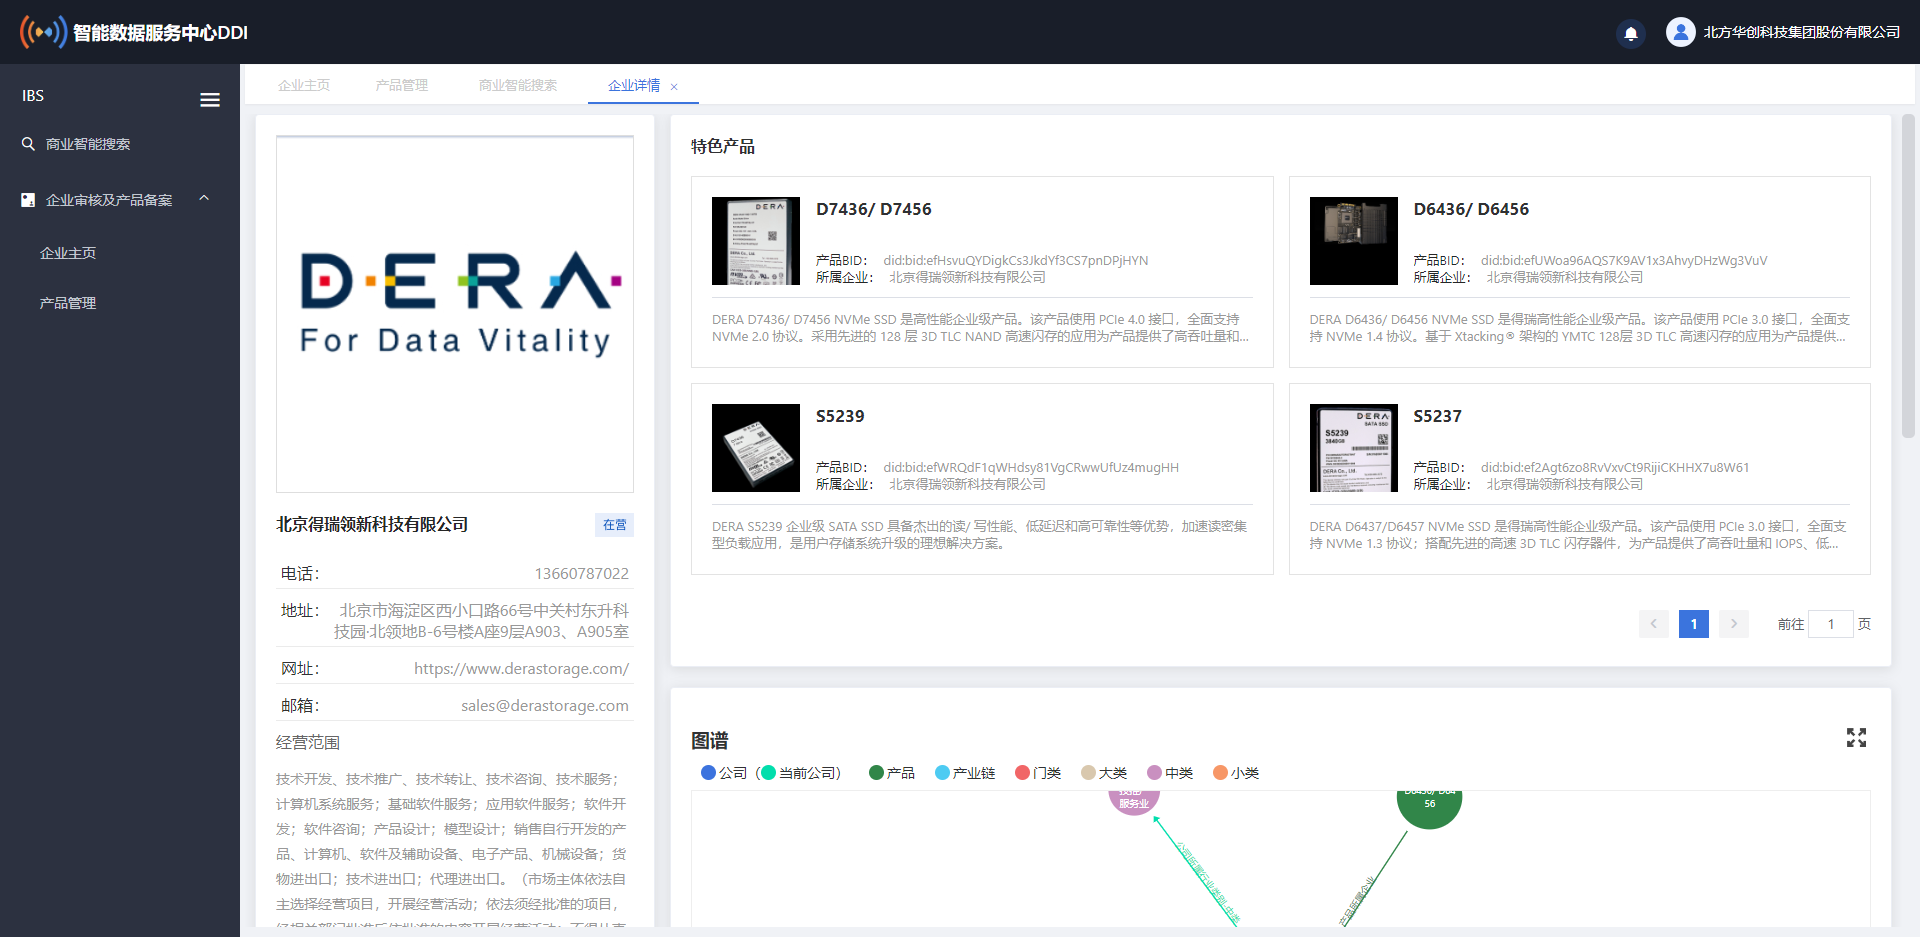 智能数据服务中心DDI
北方华创科技集团股份有限公司
IBS
商业智能搜索
企业审核及产品备案
企业主页
产品管理
企业主页
产品管理
商业智能搜索
企业详情 ×
D·E·R·A·
For Data Vitality
北京得瑞领新科技有限公司
在营
电话：
13660787022
地址：
北京市海淀区西小口路66号中关村东升科
技园·北领地B-6号楼A座9层A903、A905室
网址：
https://www.derastorage.com/
邮箱：
sales@derastorage.com
经营范围
技术开发、技术推广、技术转让、技术咨询、技术服务；
计算机系统服务；基础软件服务；应用软件服务；软件开
发；软件咨询；产品设计；模型设计；销售自行开发的产
品、计算机、软件及辅助设备、电子产品、机械设备；货
物进出口；技术进出口；代理进出口。（市场主体依法自
主选择经营项目，开展经营活动；依法须经批准的项目，
特色产品
DERA
D7436/ D7456
产品BID： did:bid:efHsvuQYDigkCs3JkdYf3CS7pnDPjHYN
所属企业： 北京得瑞领新科技有限公司
DERA D7436/ D7456 NVMe SSD 是高性能企业级产品。该产品使用 PCIe 4.0 接口，全面支持
NVMe 2.0 协议。采用先进的 128 层 3D TLC NAND 高速闪存的应用为产品提供了高吞吐量和...
D6436/ D6456
产品BID： did:bid:efUWoa96AQS7K9AV1x3AhvyDHzWg3VuV
所属企业： 北京得瑞领新科技有限公司
DERA D6436/ D6456 NVMe SSD 是得瑞高性能企业级产品。该产品使用 PCIe 3.0 接口，全面支
持 NVMe 1.4 协议。基于 Xtacking® 架构的 YMTC 128层 3D TLC 高速闪存的应用为产品提供...
S5239
产品BID： did:bid:efWRQdF1qWHdsy81VgCRwwUfUz4mugHH
所属企业： 北京得瑞领新科技有限公司
DERA S5239 企业级 SATA SSD 具备杰出的读/ 写性能、低延迟和高可靠性等优势，加速读密集
型负载应用，是用户存储系统升级的理想解决方案。
DERA
SATA SSD
S5239
3840GB
DERA Co., Ltd.
S5237
产品BID： did:bid:ef2Agt6zo8RvVxvCt9RijiCKHHX7u8W61
所属企业： 北京得瑞领新科技有限公司
DERA D6437/D6457 NVMe SSD 是得瑞高性能企业级产品。该产品使用 PCIe 3.0 接口，全面支
持 NVMe 1.3 协议；搭配先进的高速 3D TLC 闪存器件，为产品提供了高吞吐量和 IOPS、低...
1
前往 1 页
图谱
公司（当前公司） 产品 产业链 门类 大类 中类 小类
服务业
D6436/ D64
56
公司所属行业类别-中类
产品所属企业